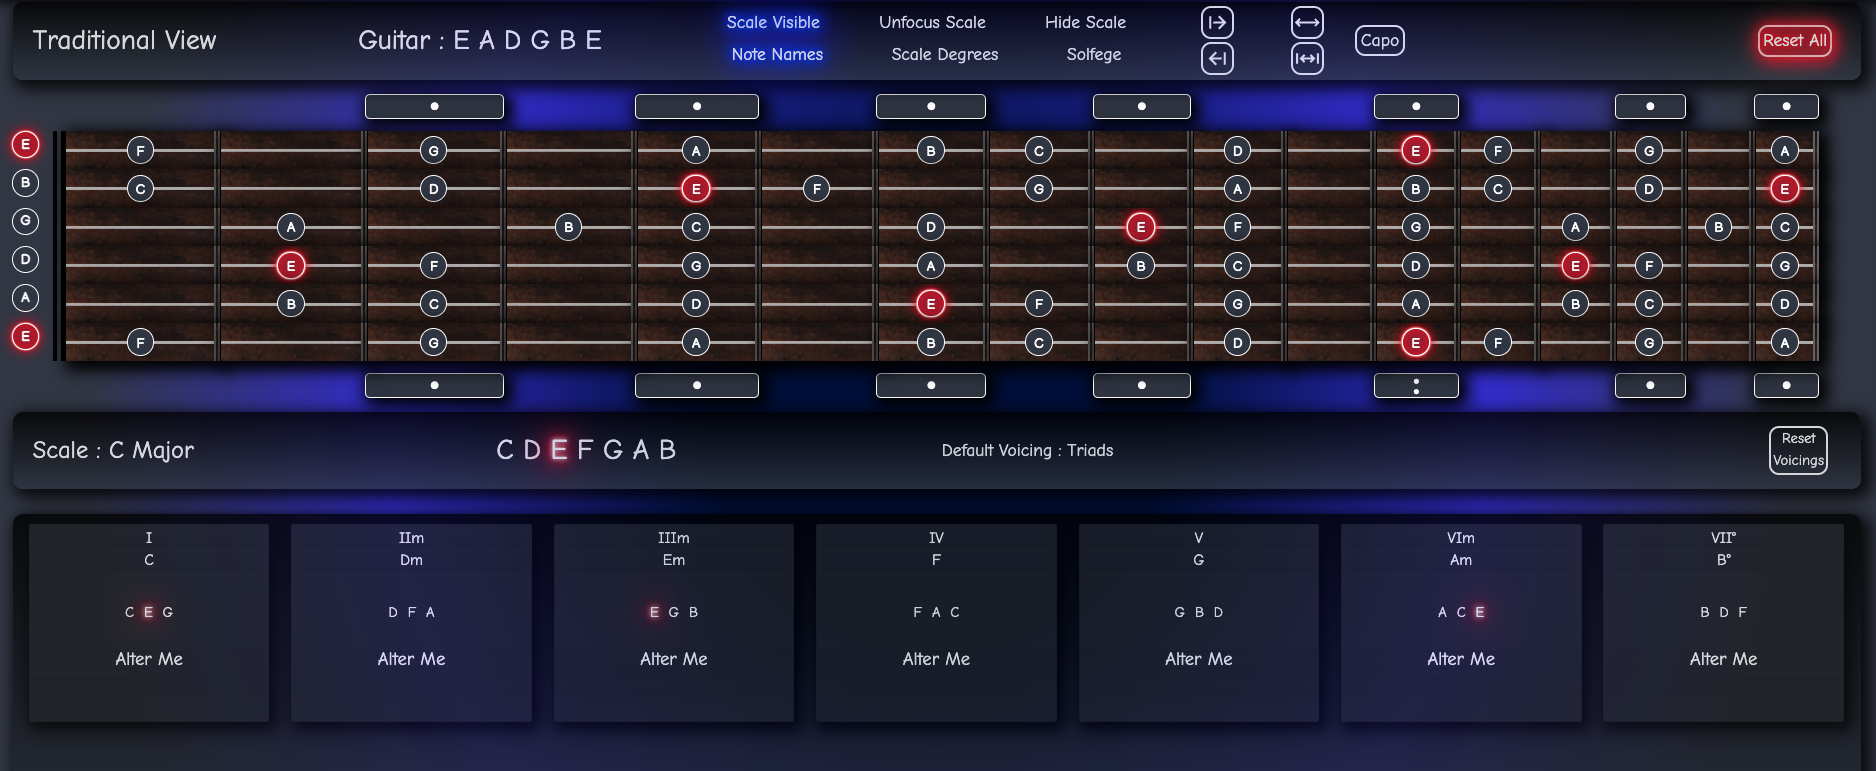 Traditional View
Guitar : E A D G B E
Scale Visible Unfocus Scale Hide Scale
Note Names Scale Degrees Solfege
Capo
Reset All
E F G A B C D E F G A
B C D E F G A B C D E
G A B C D E F G A B C
D E F G A B C D E F G
A B C D E F G A B C D
E F G A B C D E F G A
Scale : C Major
C D E F G A B
Default Voicing : Triads
Reset
Voicings
I IIm IIIm IV V VIm VII°
C Dm Em F G Am B°
C E G D F A E G B F A C G B D A C E B D F
Alter Me Alter Me Alter Me Alter Me Alter Me Alter Me Alter Me